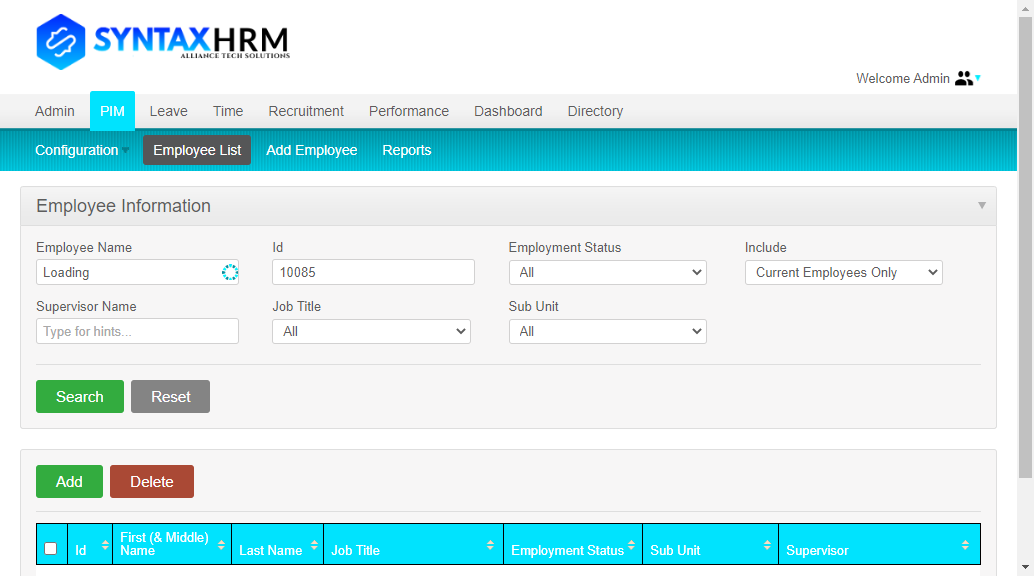 SYNTAXHRM
ALLIANCE TECH SOLUTIONS
Welcome Admin
Admin PIM Leave Time Recruitment Performance Dashboard Directory
Configuration Employee List Add Employee Reports
Employee Information
Employee Name Id Employment Status Include
Loading 10085 All Current Employees Only
Supervisor Name Job Title Sub Unit
Type for hints... All All
Search Reset
Add Delete
Id First (& Middle) Name Last Name Job Title Employment Status Sub Unit Supervisor